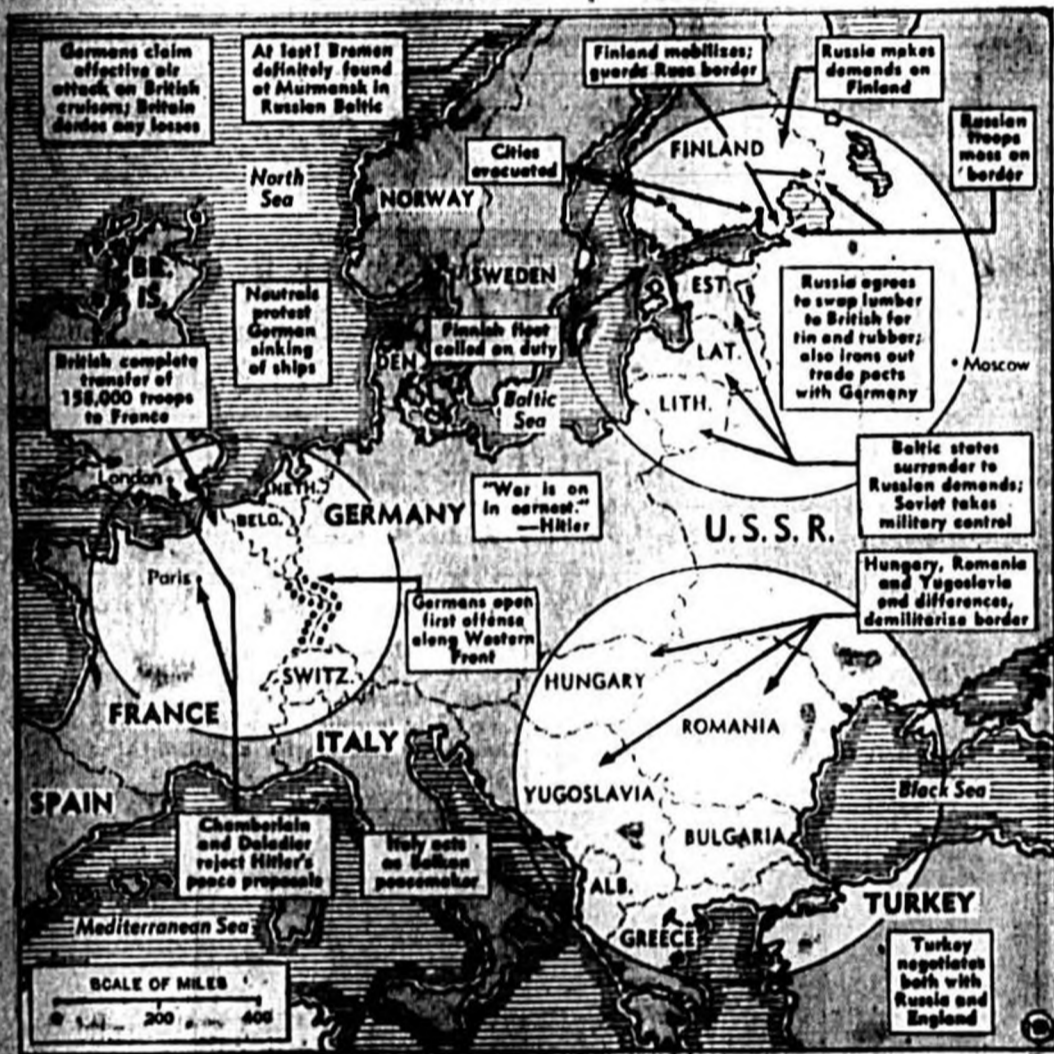 Germans claim
effective air
attack on British
cruisers; Britain
denies any losses
At last! Bremen
definitely found
at Murmansk in
Russian Baltic
Finland mobilizes;
guards Russ border
Russia makes
demands on
Finland
Russian
troops
mass on
border
Cities
evacuated
FINLAND
North
Sea
NORWAY
SWEDEN
BR.
IS.
Neutrals
protest
German
sinking
of ships
EST.
Russia agrees
to swap lumber
to British for
tin and rubber;
also irons out
trade pacts
with Germany
Finnish fleet
called on duty
DEN.
LAT.
Moscow
British complete
transfer of
158,000 troops
to France
Baltic
Sea
LITH.
Baltic states
surrender to
Russian demands;
Soviet takes
military control
London
NETH.
BELG.
GERMANY
"War is on
in earnest."
—Hitler
U.S.S.R.
Paris
Germans open
first offense
along Western
Front
Hungary, Romania
and Yugoslavia
end differences,
demilitarize border
SWITZ.
HUNGARY
FRANCE
ITALY
ROMANIA
SPAIN
YUGOSLAVIA
Black Sea
Chamberlain
and Daladier
reject Hitler's
peace proposals
Italy acts
as Balkan
peacemaker
BULGARIA
ALB.
TURKEY
Mediterranean Sea
GREECE
Turkey
negotiates
both with
Russia and
England
SCALE OF MILES
0 200 400